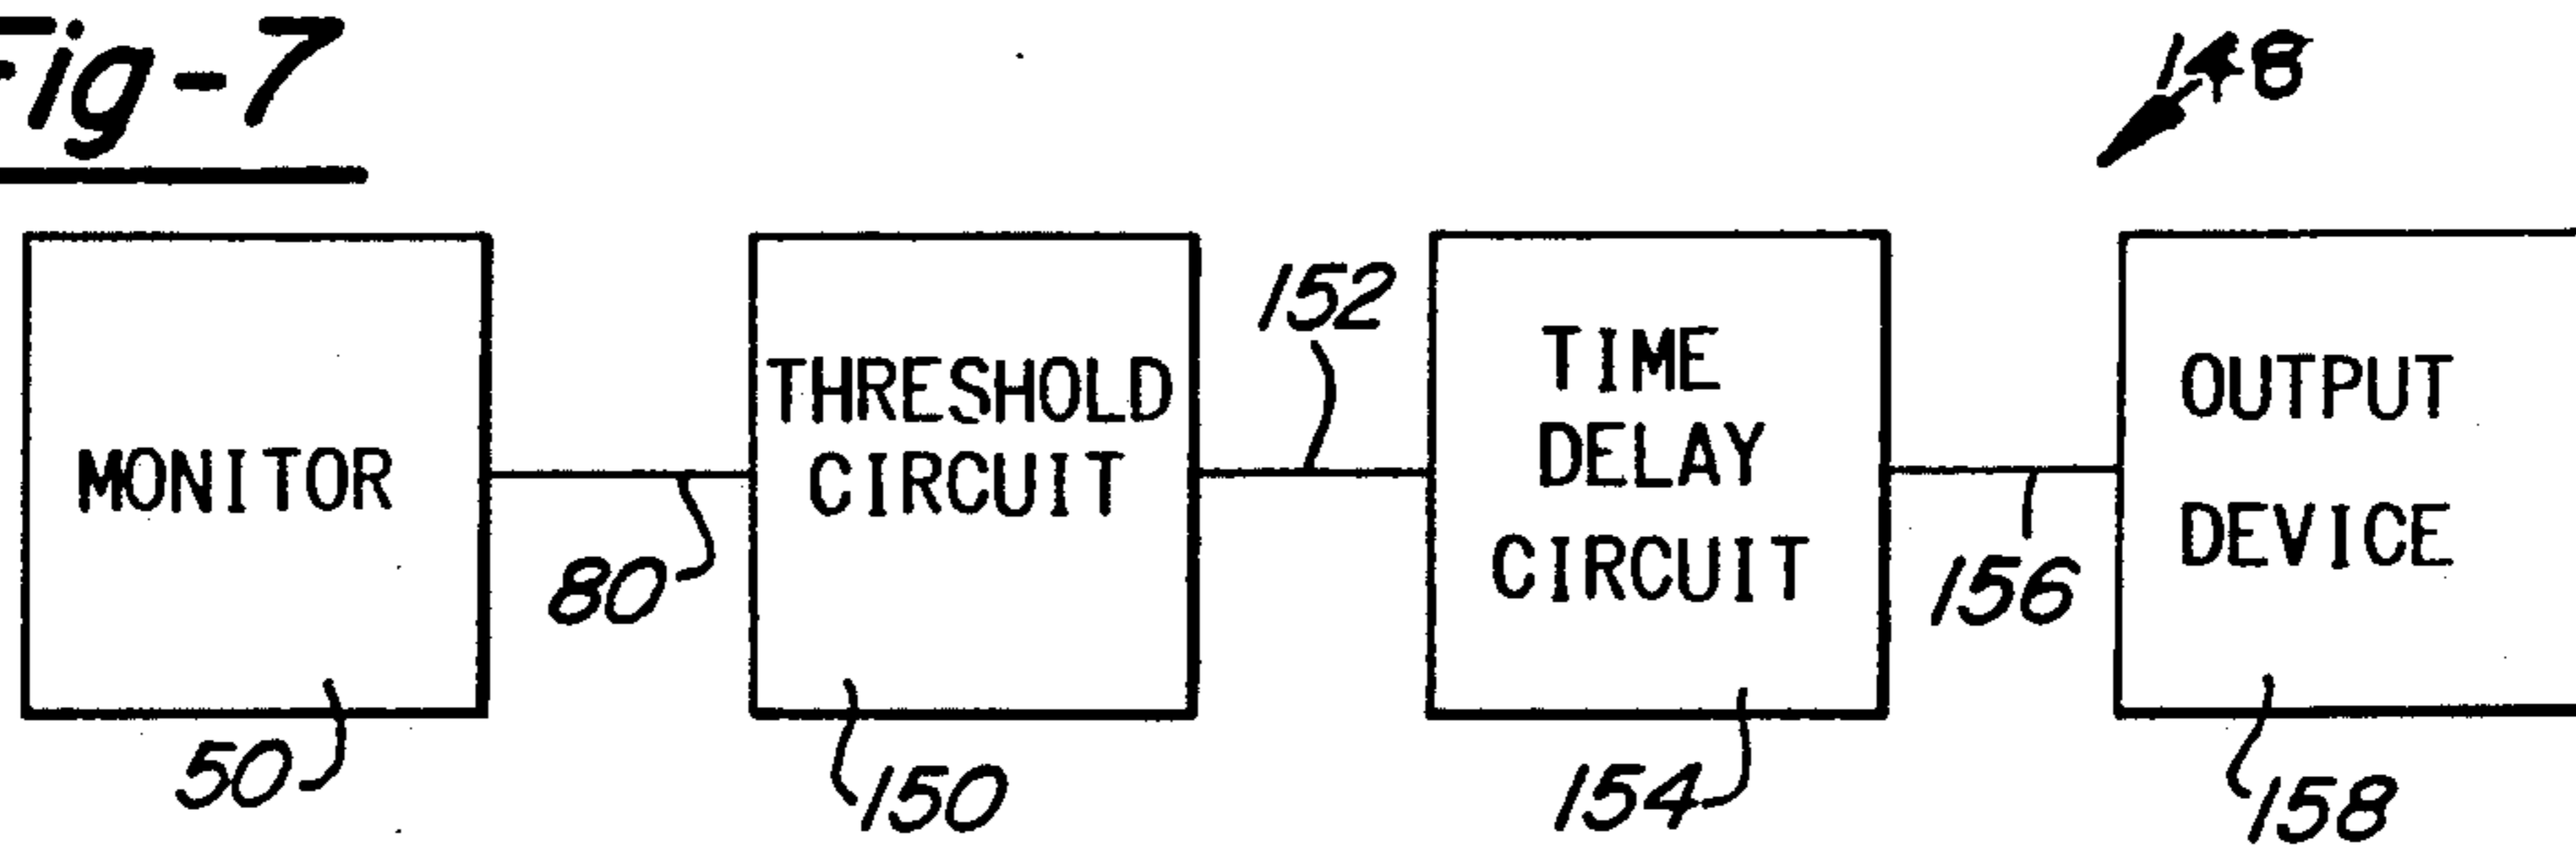 Fig-7
148
MONITOR
THRESHOLD
CIRCUIT
TIME
DELAY
CIRCUIT
OUTPUT
DEVICE
152
80
156
50
150
154
158